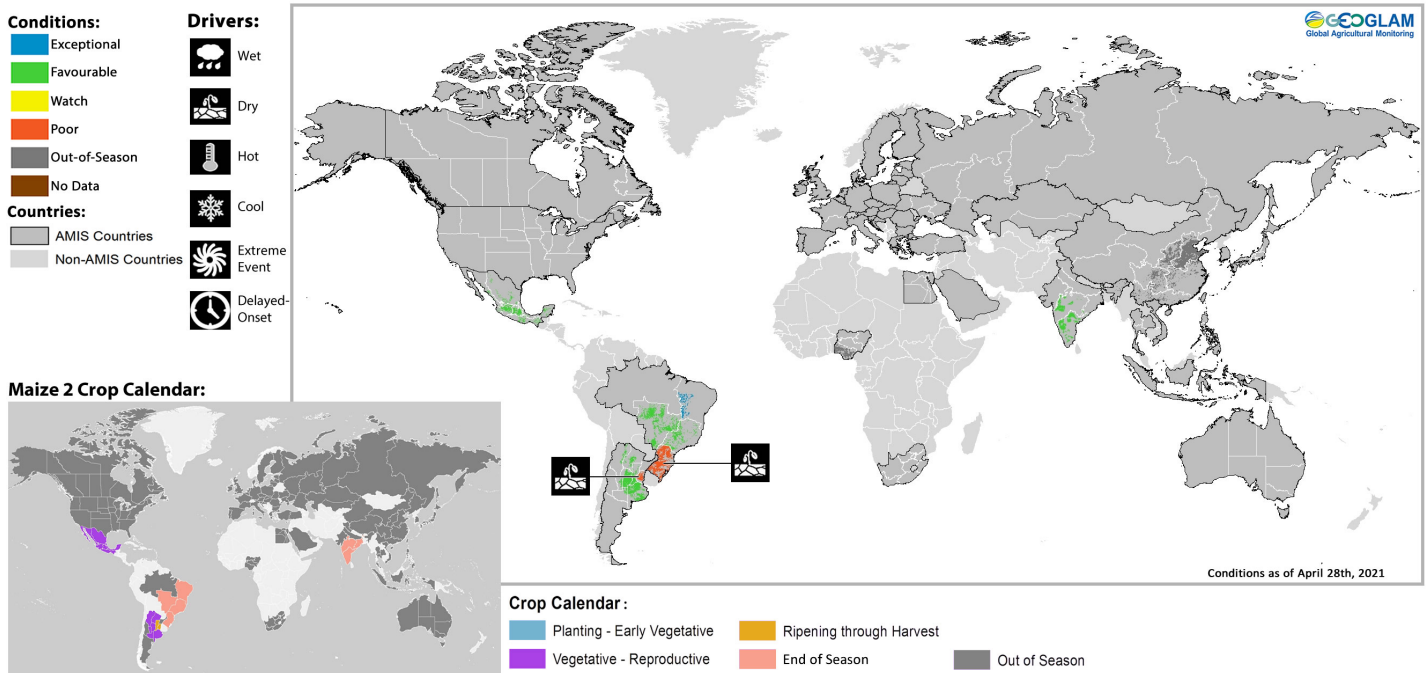 Conditions:
Exceptional
Favourable
Watch
Poor
Out-of-Season
No Data
Countries:
AMIS Countries
Non-AMIS Countries
Drivers:
Wet
Dry
Hot
Cool
Extreme
Event
Delayed-
Onset
GEOGLAM
Global Agricultural Monitoring
Conditions as of April 28th, 2021
Maize 2 Crop Calendar:
Crop Calendar :
Planting - Early Vegetative
Ripening through Harvest
Vegetative - Reproductive
End of Season
Out of Season